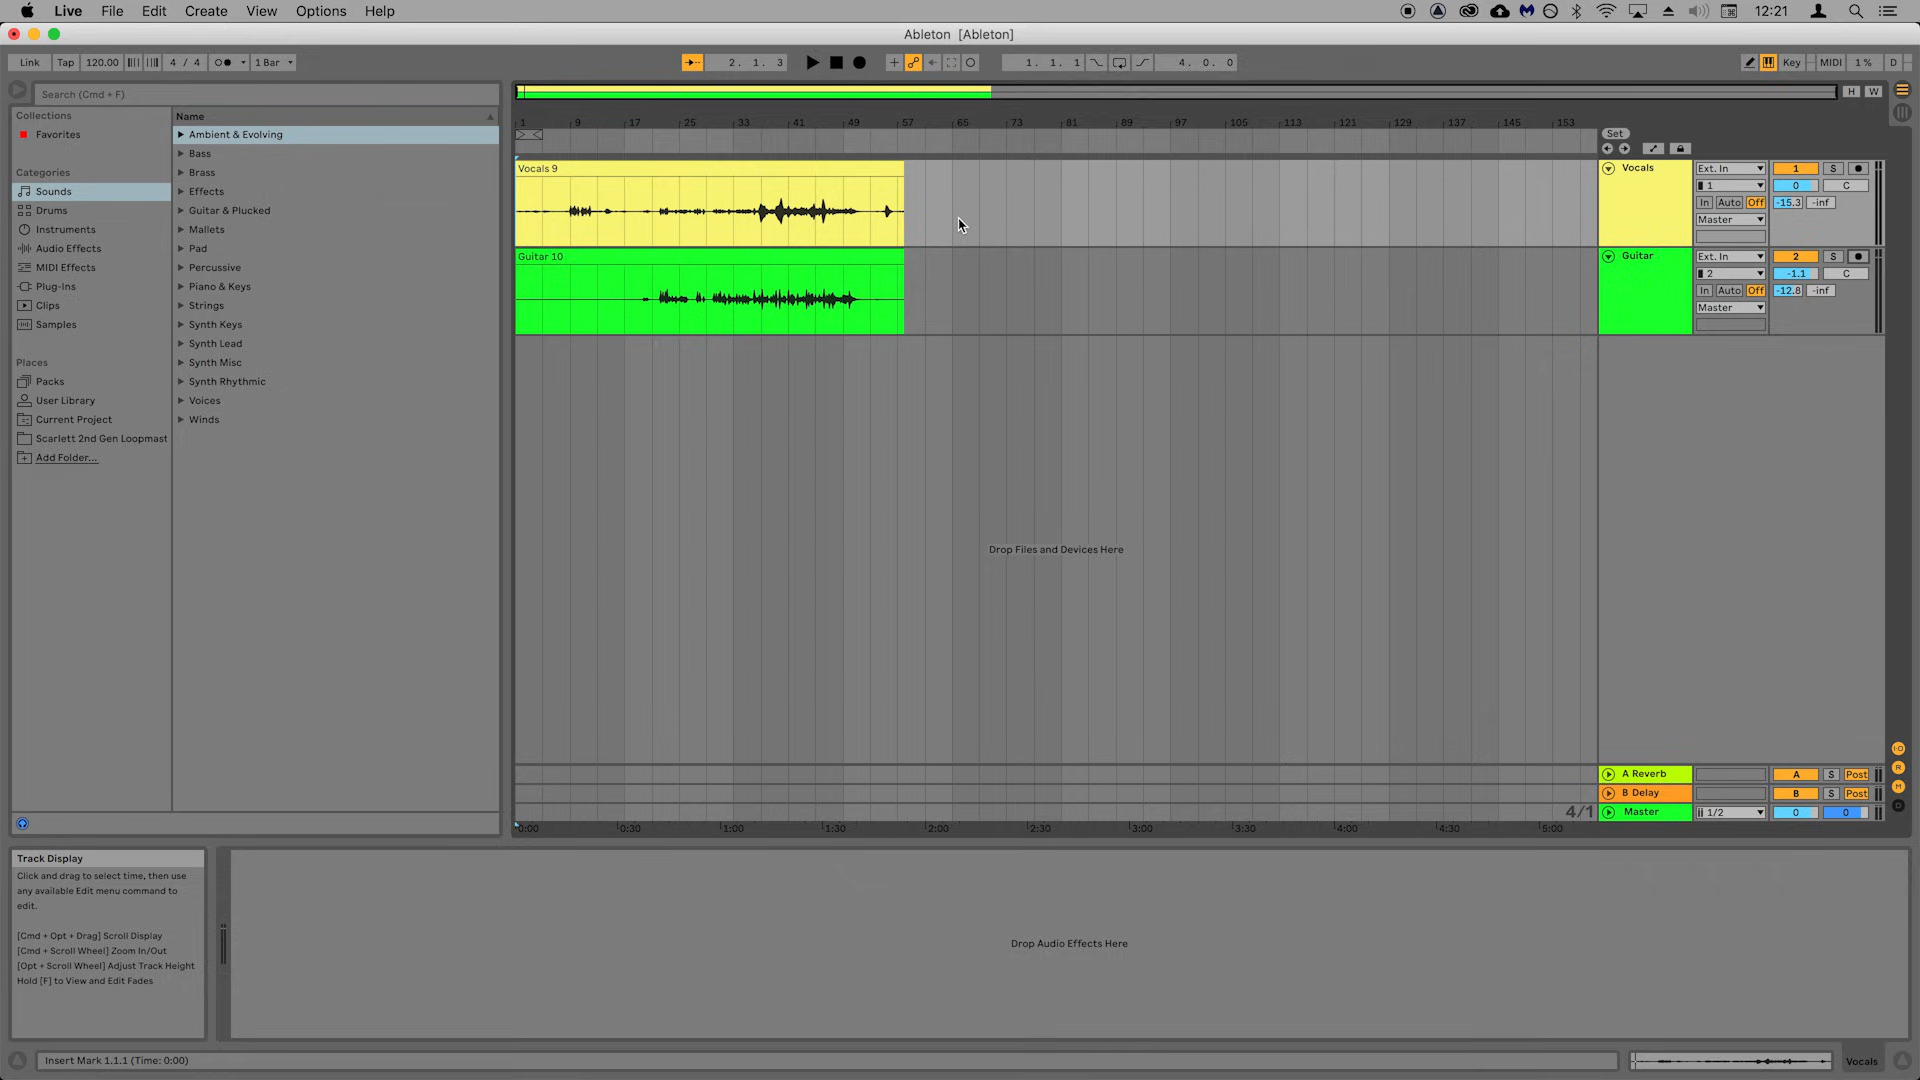 Live File Edit Create View Options Help 12:21
Ableton [Ableton]
Link Tap 120.00 4 / 4 1 Bar 2. 1. 3 1. 1. 1 4. 0. 0 Key MIDI 1 % D
Search (Cmd + F)
H W
Collections
Favorites
Categories
Sounds
Drums
Instruments
Audio Effects
MIDI Effects
Plug-Ins
Clips
Samples
Places
Packs
User Library
Current Project
Scarlett 2nd Gen Loopmast
Add Folder...
Name
Ambient & Evolving
Bass
Brass
Effects
Guitar & Plucked
Mallets
Pad
Percussive
Piano & Keys
Strings
Synth Keys
Synth Lead
Synth Misc
Synth Rhythmic
Voices
Winds
1 9 17 25 33 41 49 57 65 73 81 89 97 105 113 121 129 137 145 153
Set
Vocals 9
Vocals Ext. In 1 S
1 0 C
In Auto Off -15.3 -inf
Master
Guitar 10
Guitar Ext. In 2 S
2 -1.1 C
In Auto Off -12.8 -inf
Master
Drop Files and Devices Here
A Reverb A S Post
B Delay B S Post
4/1 Master 1/2 0 0
0:00 0:30 1:00 1:30 2:00 2:30 3:00 3:30 4:00 4:30 5:00
I·O
R
M
D
Track Display
Click and drag to select time, then use
any available Edit menu command to
edit.
[Cmd + Opt + Drag] Scroll Display
[Cmd + Scroll Wheel] Zoom In/Out
[Opt + Scroll Wheel] Adjust Track Height
Hold [F] to View and Edit Fades
Drop Audio Effects Here
Insert Mark 1.1.1 (Time: 0:00)
Vocals